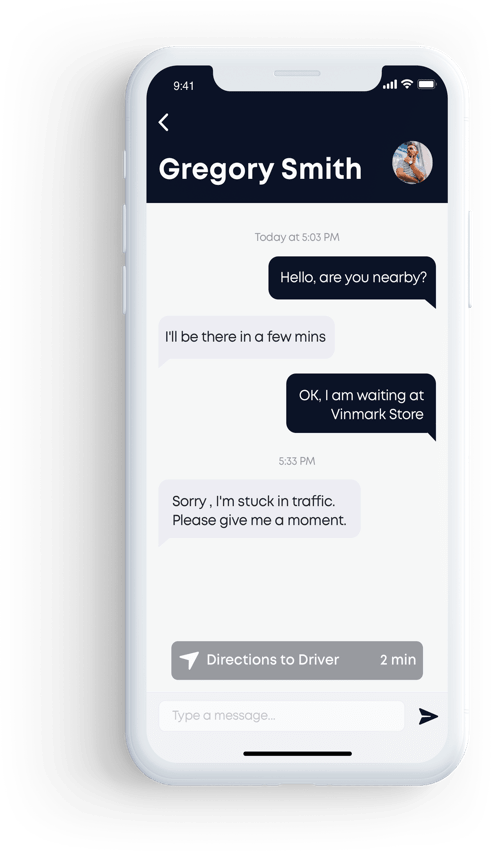 9:41
Gregory Smith
Today at 5:03 PM
Hello, are you nearby?
I'll be there in a few mins
OK, I am waiting at
Vinmark Store
5:33 PM
Sorry , I'm stuck in traffic.
Please give me a moment.
Directions to Driver 2 min
Type a message...